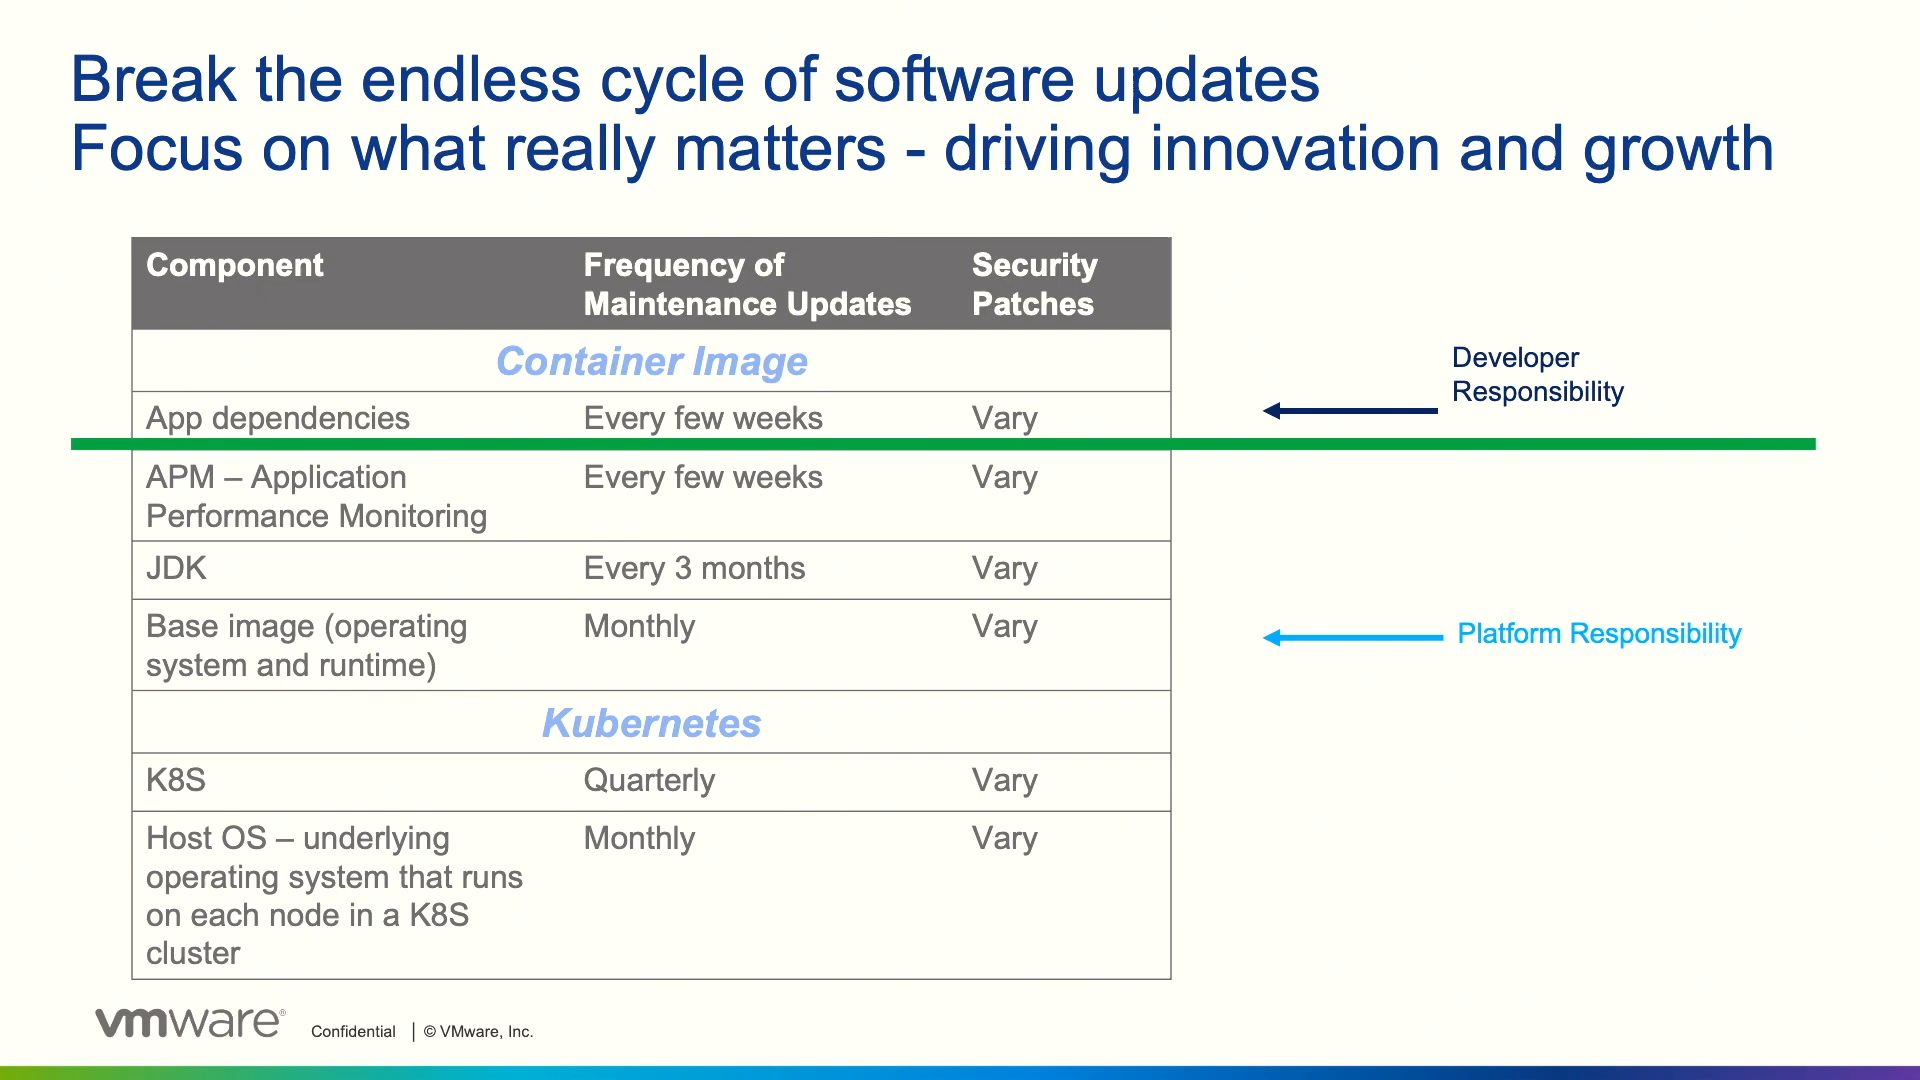 Break the endless cycle of software updates
Focus on what really matters - driving innovation and growth
Component
Frequency of
Maintenance Updates
Security
Patches
Container Image
App dependencies
Every few weeks
Vary
APM – Application
Performance Monitoring
Every few weeks
Vary
JDK
Every 3 months
Vary
Base image (operating
system and runtime)
Monthly
Vary
Kubernetes
K8S
Quarterly
Vary
Host OS – underlying
operating system that runs
on each node in a K8S
cluster
Monthly
Vary
Developer
Responsibility
Platform Responsibility
vmware®
Confidential | © VMware, Inc.